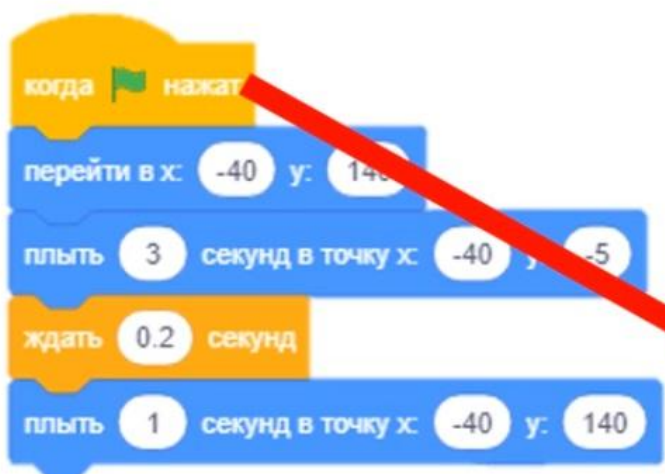 когда нажат
перейти в x: -40 y: 140
плыть 3 секунд в точку x: -40 y: -5
ждать 0.2 секунд
плыть 1 секунд в точку x: -40 y: 140